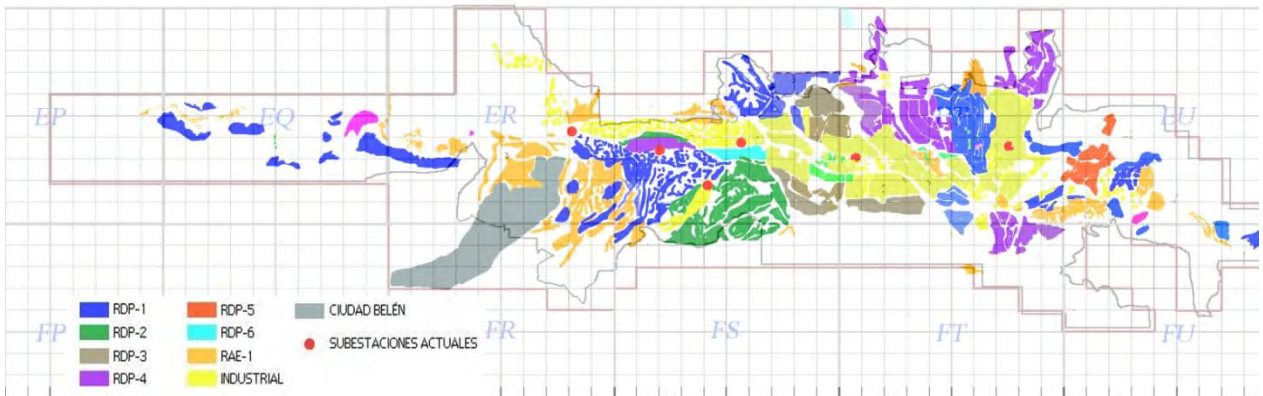 EP
EQ
ER
EU
FP
FR
FS
FT
FU
RDP-1
RDP-2
RDP-3
RDP-4
RDP-5
RDP-6
RAE-1
INDUSTRIAL
CIUDAD BELÉN
SUBESTACIONES ACTUALES